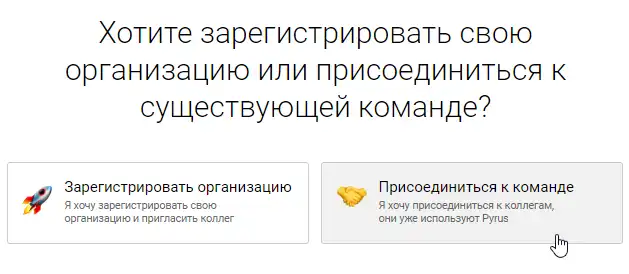 Хотите зарегистрировать свою
организацию или присоединиться к
существующей команде?
Зарегистрировать организацию
Я хочу зарегистрировать свою
организацию и пригласить коллег
Присоединиться к команде
Я хочу присоединиться к коллегам,
они уже используют Pyrus